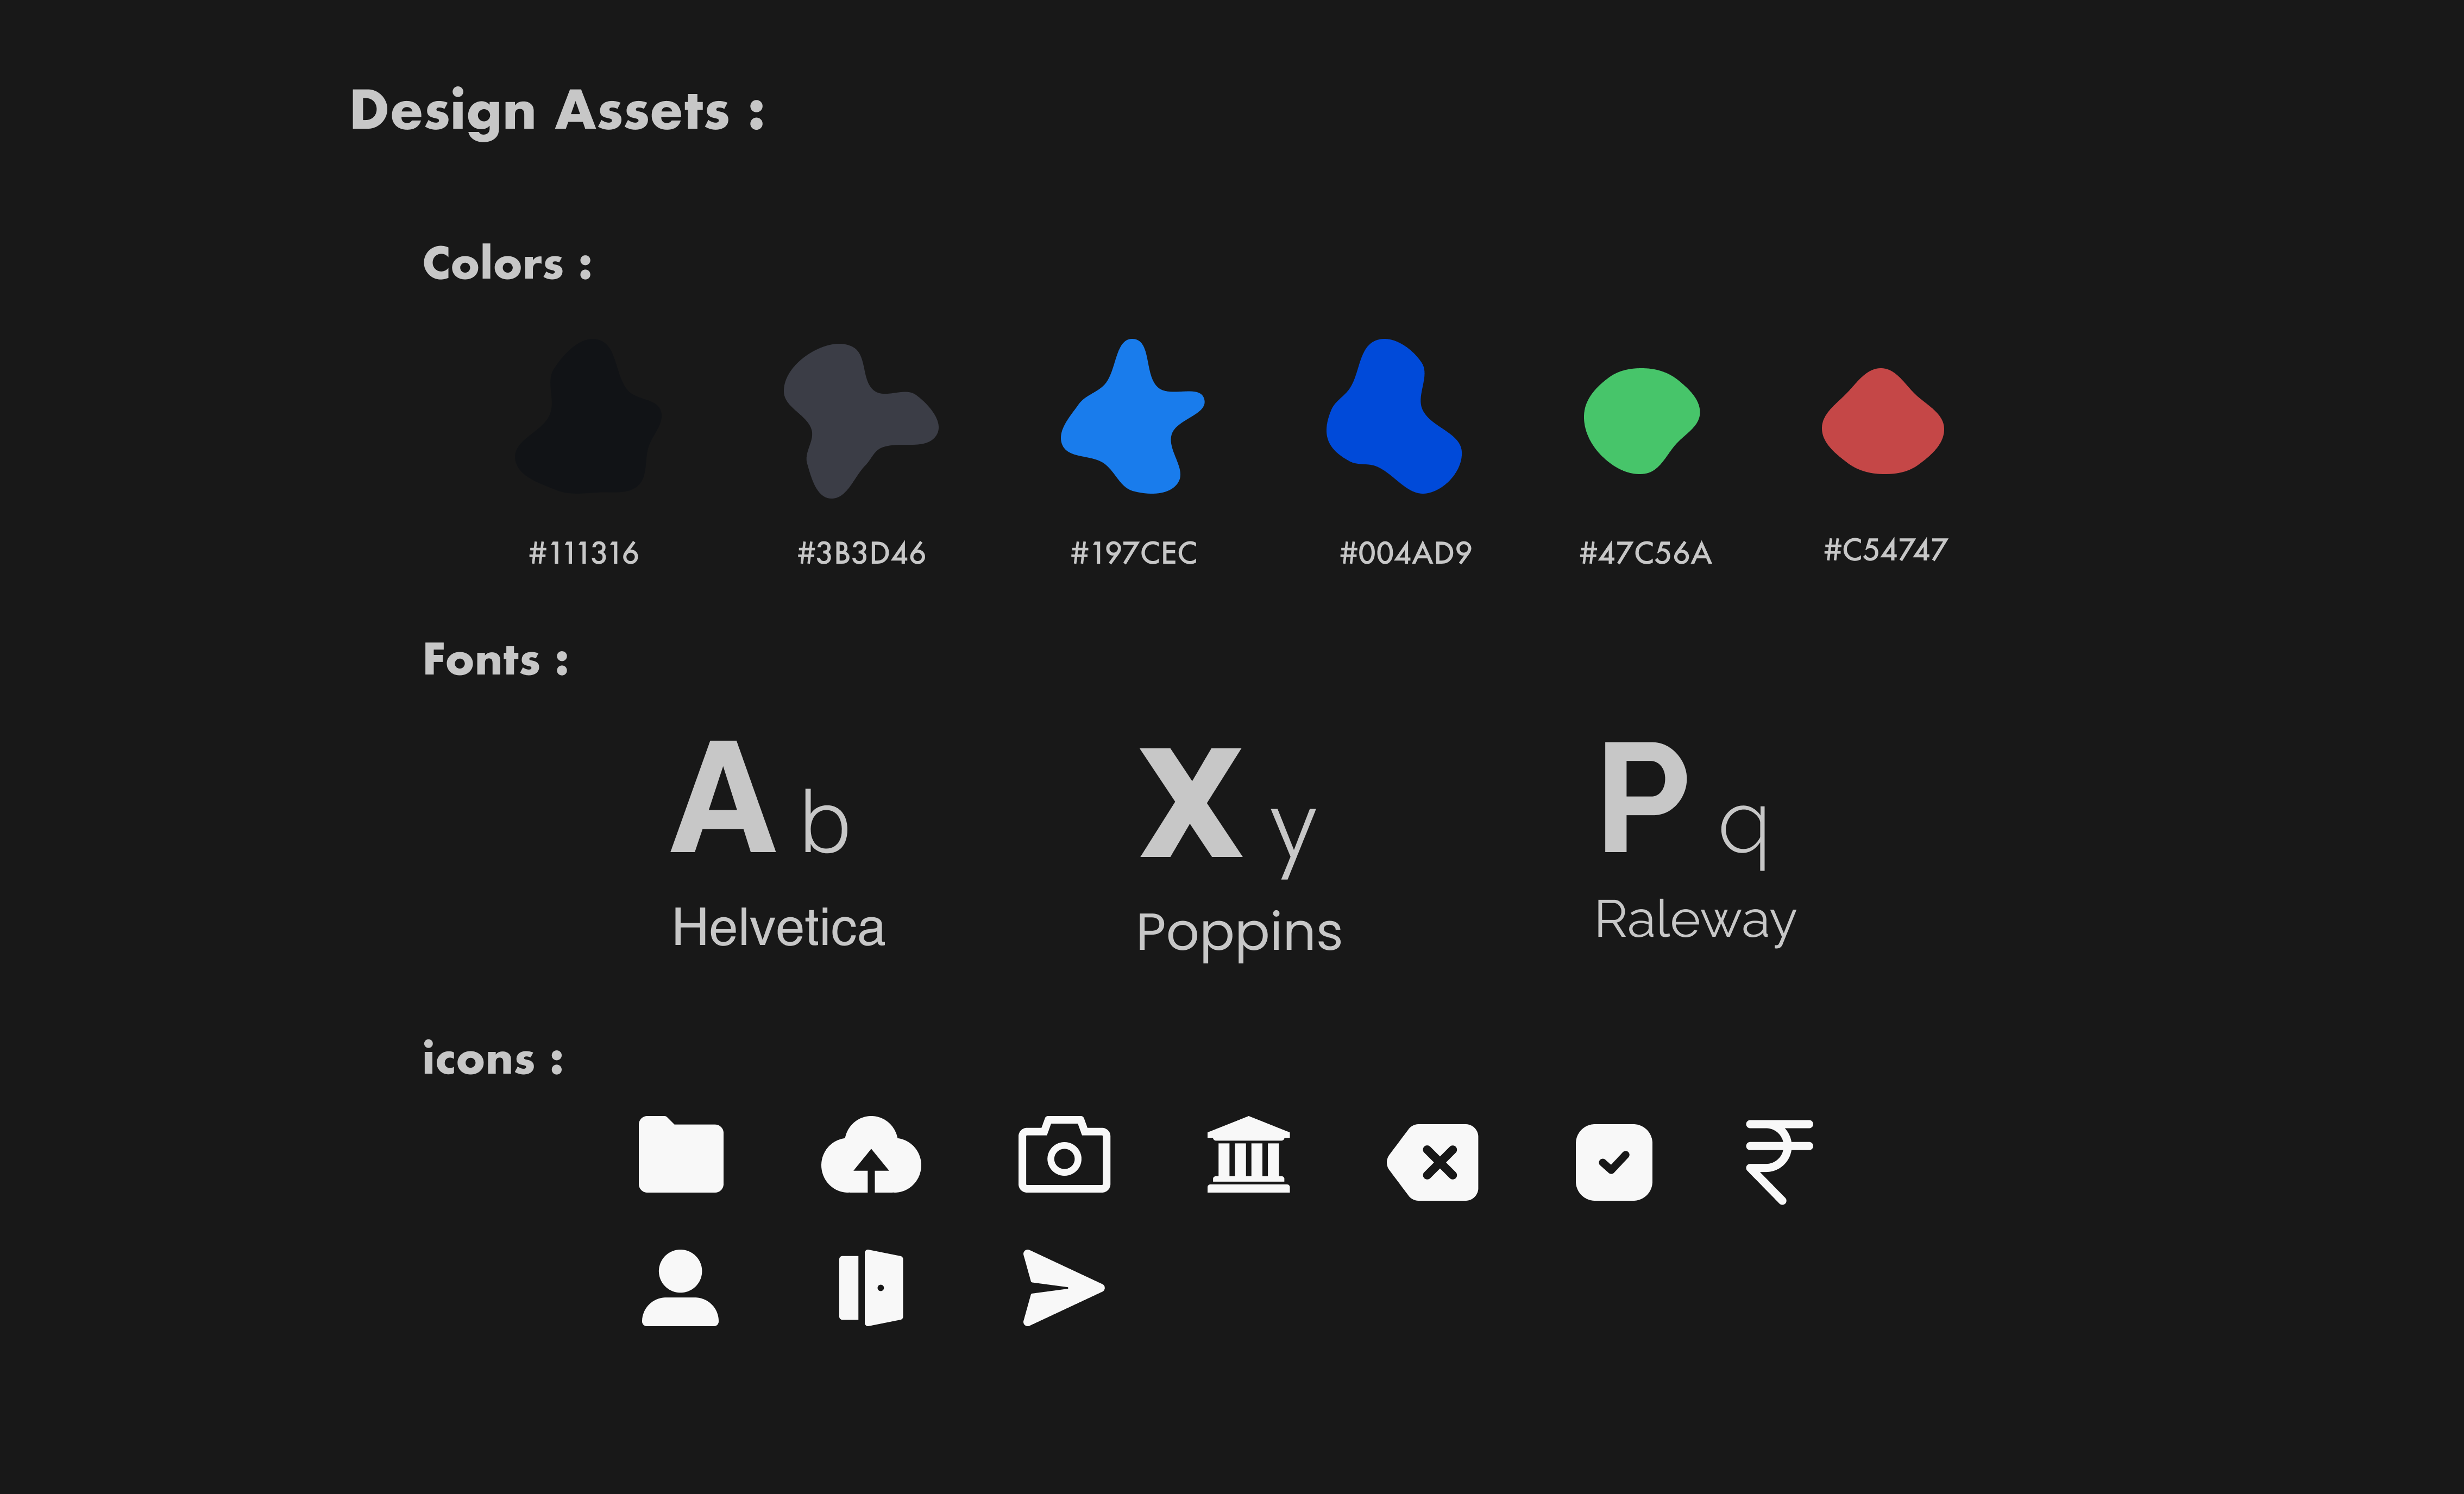 Design Assets :
Colors :
#111316 #3B3D46 #197CEC #004AD9 #47C56A #C54747
Fonts :
A b X y P q
Helvetica Poppins Raleway
icons :